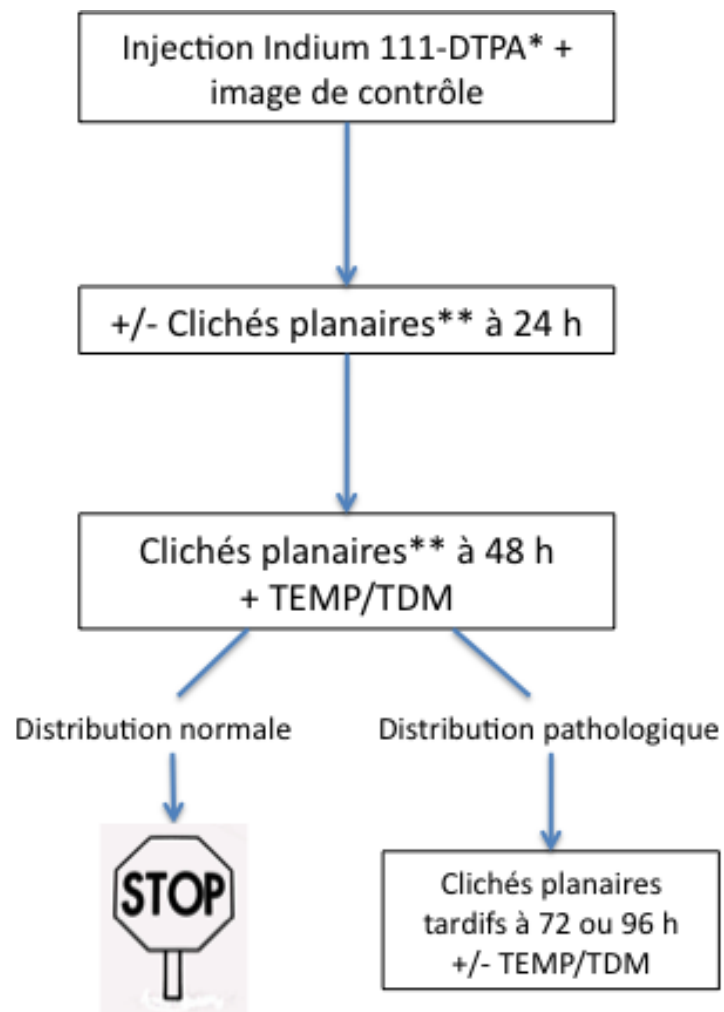 Injection Indium 111-DTPA* +
image de contrôle
+/- Clichés planaires** à 24 h
Clichés planaires** à 48 h
+ TEMP/TDM
Distribution normale
Distribution pathologique
STOP
Clichés planaires
tardifs à 72 ou 96 h
+/- TEMP/TDM